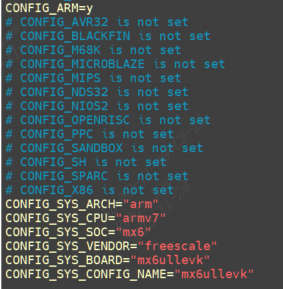 CONFIG_ARM=y
# CONFIG_AVR32 is not set
# CONFIG_BLACKFIN is not set
# CONFIG_M68K is not set
# CONFIG_MICROBLAZE is not set
# CONFIG_MIPS is not set
# CONFIG_NDS32 is not set
# CONFIG_NIOS2 is not set
# CONFIG_OPENRISC is not set
# CONFIG_PPC is not set
# CONFIG_SANDBOX is not set
# CONFIG_SH is not set
# CONFIG_SPARC is not set
# CONFIG_X86 is not set
CONFIG_SYS_ARCH="arm"
CONFIG_SYS_CPU="armv7"
CONFIG_SYS_SOC="mx6"
CONFIG_SYS_VENDOR="freescale"
CONFIG_SYS_BOARD="mx6ullevk"
CONFIG_SYS_CONFIG_NAME="mx6ullevk"